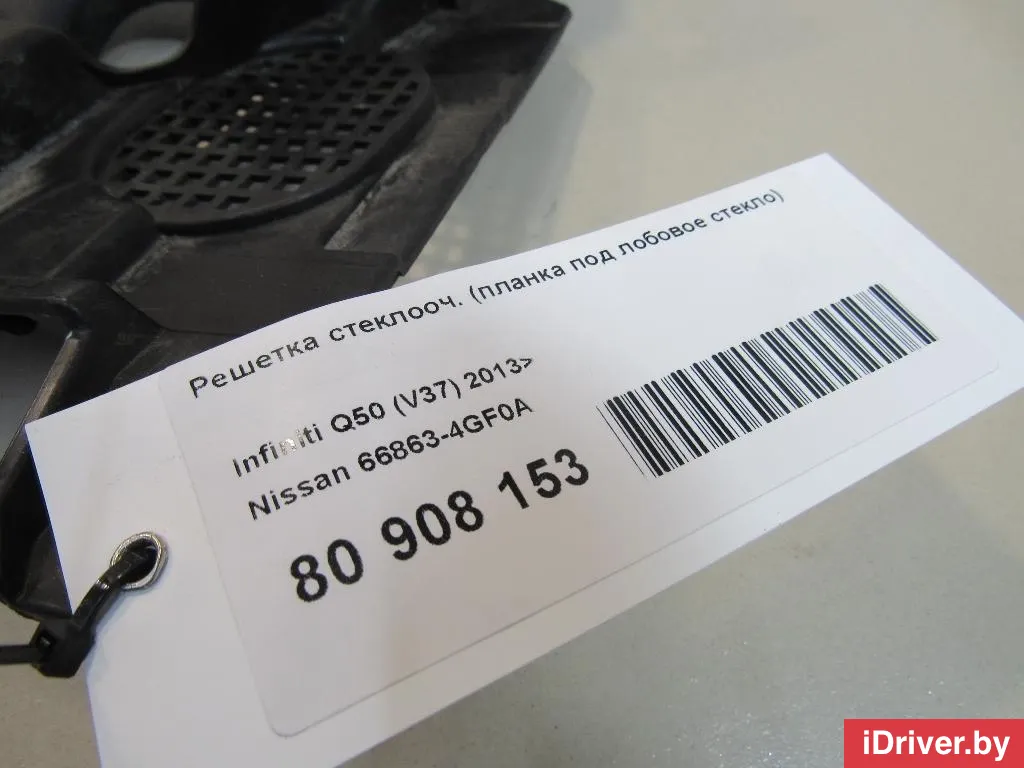 Решетка стеклооч. (планка под лобовое стекло)
Infiniti Q50 (V37) 2013>
Nissan 66863-4GF0A
80 908 153
iDriver.by